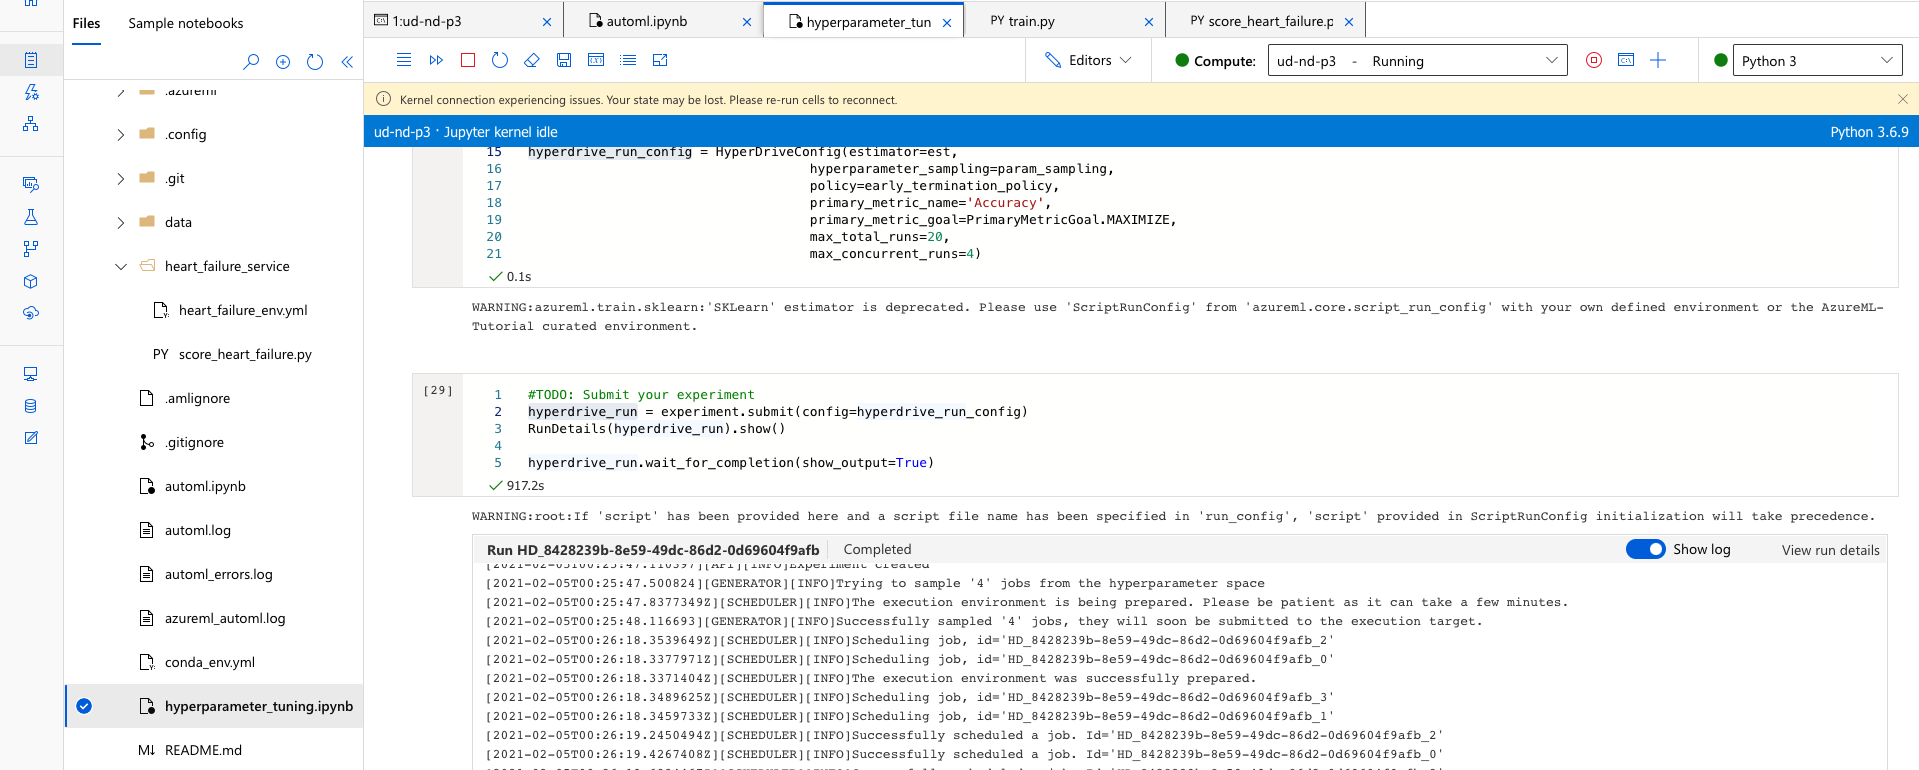 Files
Sample notebooks
.azureml
.config
.git
data
heart_failure_service
heart_failure_env.yml
PY score_heart_failure.py
.amlignore
.gitignore
automl.ipynb
automl.log
automl_errors.log
azureml_automl.log
conda_env.yml
hyperparameter_tuning.ipynb
M↓ README.md
1:ud-nd-p3
automl.ipynb
hyperparameter_tun
PY train.py
PY score_heart_failure.p
Editors
Compute:
ud-nd-p3 - Running
Python 3
Kernel connection experiencing issues. Your state may be lost. Please re-run cells to reconnect.
ud-nd-p3 · Jupyter kernel idle
Python 3.6.9
15 hyperdrive_run_config = HyperDriveConfig(estimator=est,
16 hyperparameter_sampling=param_sampling,
17 policy=early_termination_policy,
18 primary_metric_name='Accuracy',
19 primary_metric_goal=PrimaryMetricGoal.MAXIMIZE,
20 max_total_runs=20,
21 max_concurrent_runs=4)
0.1s
WARNING:azureml.train.sklearn:'SKLearn' estimator is deprecated. Please use 'ScriptRunConfig' from 'azureml.core.script_run_config' with your own defined environment or the AzureML-
Tutorial curated environment.
[29]
1 #TODO: Submit your experiment
2 hyperdrive_run = experiment.submit(config=hyperdrive_run_config)
3 RunDetails(hyperdrive_run).show()
4
5 hyperdrive_run.wait_for_completion(show_output=True)
917.2s
WARNING:root:If 'script' has been provided here and a script file name has been specified in 'run_config', 'script' provided in ScriptRunConfig initialization will take precedence.
Run HD_8428239b-8e59-49dc-86d2-0d69604f9afb
Completed
Show log
View run details
[2021-02-05T00:25:47.110397][API][INFO]Experiment created
[2021-02-05T00:25:47.500824][GENERATOR][INFO]Trying to sample '4' jobs from the hyperparameter space
[2021-02-05T00:25:47.8377349Z][SCHEDULER][INFO]The execution environment is being prepared. Please be patient as it can take a few minutes.
[2021-02-05T00:25:48.116693][GENERATOR][INFO]Successfully sampled '4' jobs, they will soon be submitted to the execution target.
[2021-02-05T00:26:18.3539649Z][SCHEDULER][INFO]Scheduling job, id='HD_8428239b-8e59-49dc-86d2-0d69604f9afb_2'
[2021-02-05T00:26:18.3377971Z][SCHEDULER][INFO]Scheduling job, id='HD_8428239b-8e59-49dc-86d2-0d69604f9afb_0'
[2021-02-05T00:26:18.3371404Z][SCHEDULER][INFO]The execution environment was successfully prepared.
[2021-02-05T00:26:18.3489625Z][SCHEDULER][INFO]Scheduling job, id='HD_8428239b-8e59-49dc-86d2-0d69604f9afb_3'
[2021-02-05T00:26:18.3459733Z][SCHEDULER][INFO]Scheduling job, id='HD_8428239b-8e59-49dc-86d2-0d69604f9afb_1'
[2021-02-05T00:26:19.2450494Z][SCHEDULER][INFO]Successfully scheduled a job. Id='HD_8428239b-8e59-49dc-86d2-0d69604f9afb_2'
[2021-02-05T00:26:19.4267408Z][SCHEDULER][INFO]Successfully scheduled a job. Id='HD_8428239b-8e59-49dc-86d2-0d69604f9afb_0'